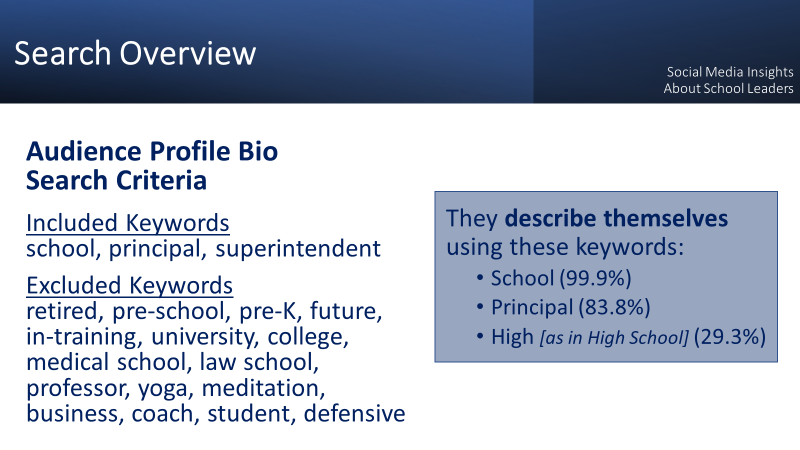 Search Overview
Social Media Insights
About School Leaders
Audience Profile Bio
Search Criteria
Included Keywords
school, principal, superintendent
Excluded Keywords
retired, pre-school, pre-K, future,
in-training, university, college,
medical school, law school,
professor, yoga, meditation,
business, coach, student, defensive
They describe themselves
using these keywords:
• School (99.9%)
• Principal (83.8%)
• High [as in High School] (29.3%)